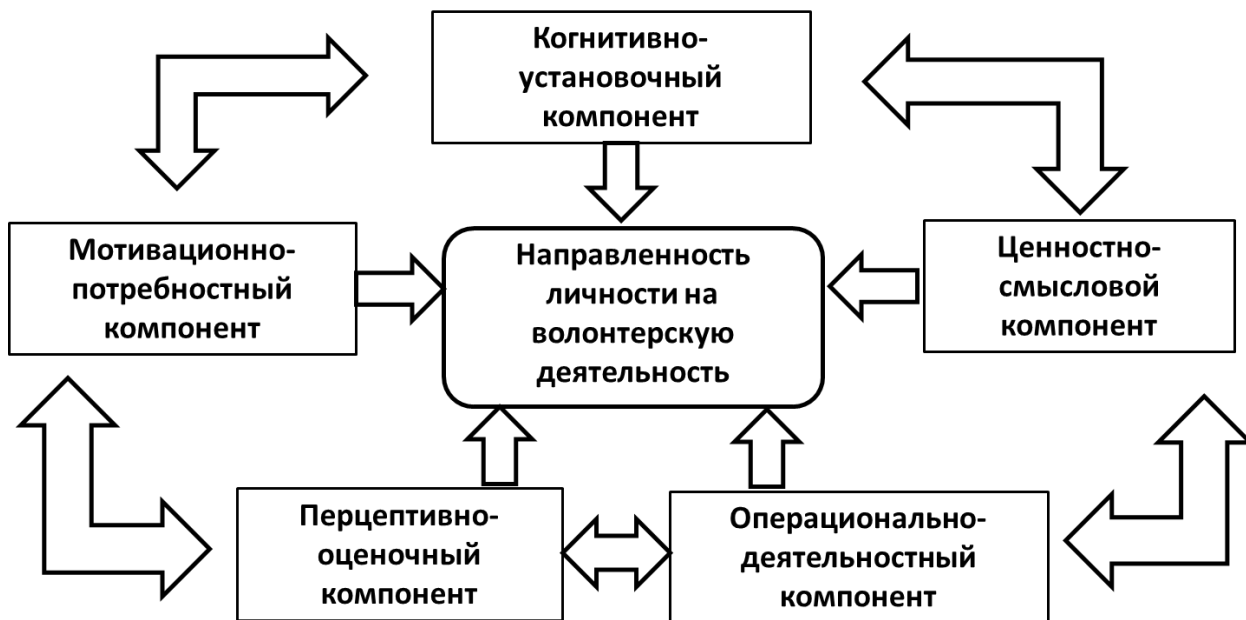 Когнитивно-
установочный
компонент
Мотивационно-
потребностный
компонент
Направленность
личности на
волонтерскую
деятельность
Ценностно-
смысловой
компонент
Перцептивно-
оценочный
компонент
Операционально-
деятельностный
компонент